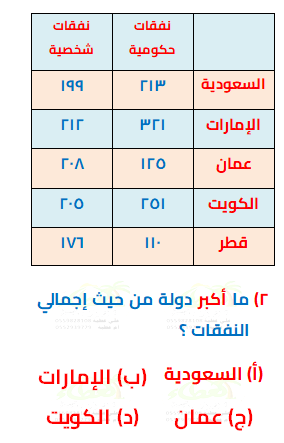 نفقات حكومية نفقات شخصية
السعودية ٢١٣ ١٩٩
الإمارات ٣٢١ ٢١٢
عمان ١٢٥ ٢٠٨
الكويت ٢٥١ ٢٠٥
قطر ١١٠ ١٧٦
٢) ما أكبر دولة من حيث إجمالي
النفقات ؟
(أ) السعودية (ب) الإمارات
(ج) عمان (د) الكويت